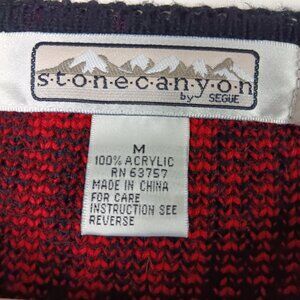 s·t·o·n·e·c·a·n·y·o·n
by SEGUE
M
100% ACRYLIC
RN 63757
MADE IN CHINA
FOR CARE
INSTRUCTION SEE
REVERSE